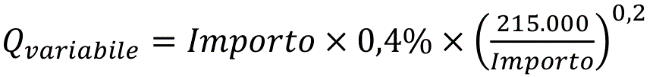 Q_variabile = Importo × 0,4% × (215.000/Importo)^0,2